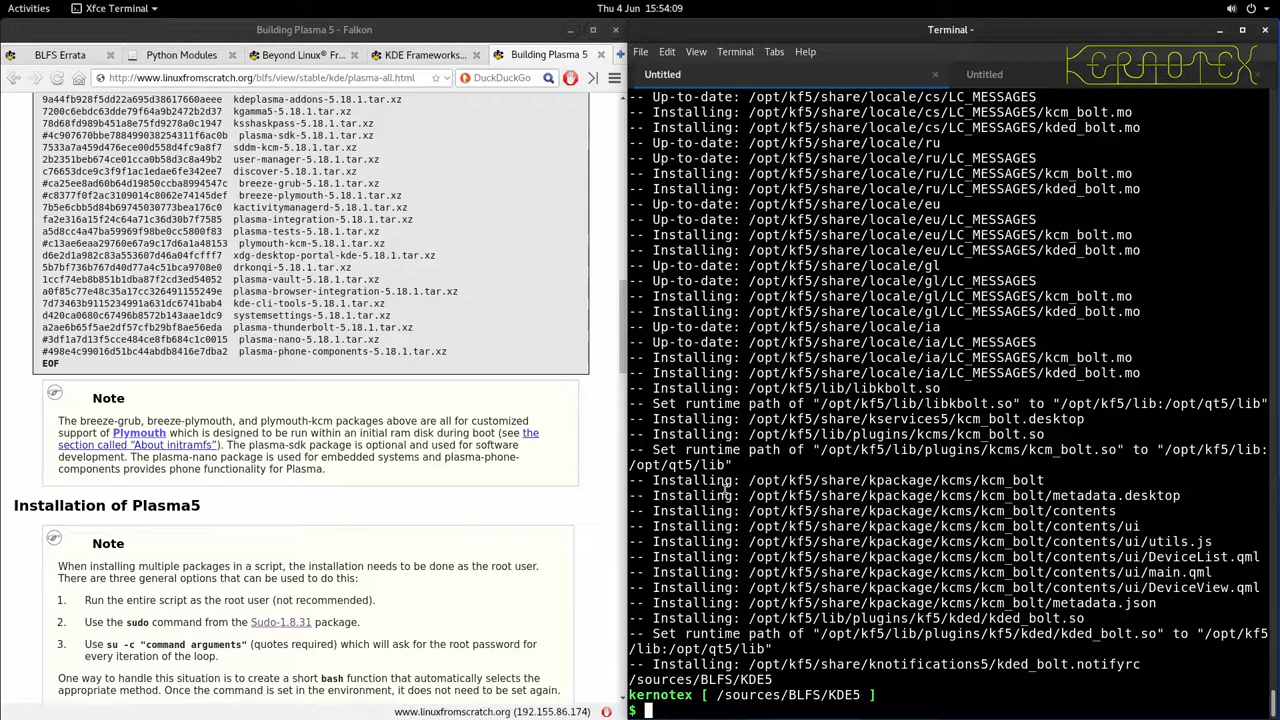 Activities
Xfce Terminal
Thu 4 Jun 15:54:09
Building Plasma 5 - Falkon
BLFS Errata
Python Modules
Beyond Linux® Fr...
KDE Frameworks...
Building Plasma 5
http://www.linuxfromscratch.org/blfs/view/stable/kde/plasma-all.html
DuckDuckGo
9a44fb928f5dd22a695d38617660aeee  kdeplasma-addons-5.18.1.tar.xz
7200c6ebdc63dde79f64a9b2472b2d37  kgamma5-5.18.1.tar.xz
78d68fd989b451a8e75fd9278a0c1947  ksshaskpass-5.18.1.tar.xz
#4c907670bbe788499038254311f6ac0b  plasma-sdk-5.18.1.tar.xz
7533a7a459d476ece00d558d4fc9a8f7  sddm-kcm-5.18.1.tar.xz
2b2351beb674ce01cca0b58d3c8a49b2  user-manager-5.18.1.tar.xz
c76653dce9c3f9f1ac1edae6fe342ee7  discover-5.18.1.tar.xz
#ca25ee8ad60b64d19850ccba8994547c  breeze-grub-5.18.1.tar.xz
#c8377f0f2ac3109014c8062c74145def  breeze-plymouth-5.18.1.tar.xz
7b5e6cbb5d84b69745030773bea176c0  kactivitymanagerd-5.18.1.tar.xz
fa2e316a15f24c64a71c36d30b7f7585  plasma-integration-5.18.1.tar.xz
a5d8cc4a47ba59969f98be0cc5800f83  plasma-tests-5.18.1.tar.xz
#c13ae6eaa29760e67a9c17d6a1a48153  plymouth-kcm-5.18.1.tar.xz
d6e2d1a982c83d5467a96a04fcfff7  xdg-desktop-portal-kde-5.18.1.tar.xz
5b7bf736b767d40d77a4c51bca9708e0  drkonqi-5.18.1.tar.xz
1ccf74eb8b851b1d6a87f2cd3ed54052  plasma-vault-5.18.1.tar.xz
a0f85c77e48c35a17cc326491155249e  plasma-browser-integration-5.18.1.tar.xz
7d73463b9115234991a631dc6741bab4  kde-cli-tools-5.18.1.tar.xz
d420ca0680c67d6b8572b143aae1dc9  systemsettings-5.18.1.tar.xz
a2ae6b65f5ae2df57cfb29bf8ae56eda  plasma-thunderbolt-5.18.1.tar.xz
#3df1a7d13f5cce484ce8fb684c1c0015  plasma-nano-5.18.1.tar.xz
#498e4c99016d51bc44abdb8416e7dba2  plasma-phone-components-5.18.1.tar.xz
EOF
Note
The breeze-grub, breeze-plymouth, and plymouth-kcm packages above are all for customized
support of Plymouth which is designed to be run within an initial ram disk during boot (see the
section called “About initramfs”). The plasma-sdk package is optional and used for software
development. The plasma-nano package is used for embedded systems and plasma-phone-
components provides phone functionality for Plasma.
Installation of Plasma5
Note
When installing multiple packages in a script, the installation needs to be done as the root user.
There are three general options that can be used to do this:
1. Run the entire script as the root user (not recommended).
2. Use the sudo command from the Sudo-1.8.31 package.
3. Use su -c "command arguments" (quotes required) which will ask for the root password for
every iteration of the loop.
One way to handle this situation is to create a short bash function that automatically selects the
appropriate method. Once the command is set in the environment, it does not need to be set again.
www.linuxfromscratch.org (192.155.86.174)
Terminal -
File Edit View Terminal Tabs Help
KERNOTEX
Untitled
Untitled
-- Up-to-date: /opt/kf5/share/locale/cs/LC_MESSAGES
-- Installing: /opt/kf5/share/locale/cs/LC_MESSAGES/kcm_bolt.mo
-- Installing: /opt/kf5/share/locale/cs/LC_MESSAGES/kded_bolt.mo
-- Up-to-date: /opt/kf5/share/locale/ru
-- Up-to-date: /opt/kf5/share/locale/ru/LC_MESSAGES
-- Installing: /opt/kf5/share/locale/ru/LC_MESSAGES/kcm_bolt.mo
-- Installing: /opt/kf5/share/locale/ru/LC_MESSAGES/kded_bolt.mo
-- Up-to-date: /opt/kf5/share/locale/eu
-- Up-to-date: /opt/kf5/share/locale/eu/LC_MESSAGES
-- Installing: /opt/kf5/share/locale/eu/LC_MESSAGES/kcm_bolt.mo
-- Installing: /opt/kf5/share/locale/eu/LC_MESSAGES/kded_bolt.mo
-- Up-to-date: /opt/kf5/share/locale/gl
-- Up-to-date: /opt/kf5/share/locale/gl/LC_MESSAGES
-- Installing: /opt/kf5/share/locale/gl/LC_MESSAGES/kcm_bolt.mo
-- Installing: /opt/kf5/share/locale/gl/LC_MESSAGES/kded_bolt.mo
-- Up-to-date: /opt/kf5/share/locale/ia
-- Up-to-date: /opt/kf5/share/locale/ia/LC_MESSAGES
-- Installing: /opt/kf5/share/locale/ia/LC_MESSAGES/kcm_bolt.mo
-- Installing: /opt/kf5/share/locale/ia/LC_MESSAGES/kded_bolt.mo
-- Installing: /opt/kf5/lib/libkbolt.so
-- Set runtime path of "/opt/kf5/lib/libkbolt.so" to "/opt/kf5/lib:/opt/qt5/lib"
-- Installing: /opt/kf5/share/kservices5/kcm_bolt.desktop
-- Installing: /opt/kf5/lib/plugins/kcms/kcm_bolt.so
-- Set runtime path of "/opt/kf5/lib/plugins/kcms/kcm_bolt.so" to "/opt/kf5/lib:
/opt/qt5/lib"
-- Installing: /opt/kf5/share/kpackage/kcms/kcm_bolt
-- Installing: /opt/kf5/share/kpackage/kcms/kcm_bolt/metadata.desktop
-- Installing: /opt/kf5/share/kpackage/kcms/kcm_bolt/contents
-- Installing: /opt/kf5/share/kpackage/kcms/kcm_bolt/contents/ui
-- Installing: /opt/kf5/share/kpackage/kcms/kcm_bolt/contents/ui/utils.js
-- Installing: /opt/kf5/share/kpackage/kcms/kcm_bolt/contents/ui/DeviceList.qml
-- Installing: /opt/kf5/share/kpackage/kcms/kcm_bolt/contents/ui/main.qml
-- Installing: /opt/kf5/share/kpackage/kcms/kcm_bolt/contents/ui/DeviceView.qml
-- Installing: /opt/kf5/share/kpackage/kcms/kcm_bolt/metadata.json
-- Installing: /opt/kf5/lib/plugins/kf5/kded/kded_bolt.so
-- Set runtime path of "/opt/kf5/lib/plugins/kf5/kded/kded_bolt.so" to "/opt/kf5
/lib:/opt/qt5/lib"
-- Installing: /opt/kf5/share/knotifications5/kded_bolt.notifyrc
/sources/BLFS/KDE5
kernotex [ /sources/BLFS/KDE5 ]
$